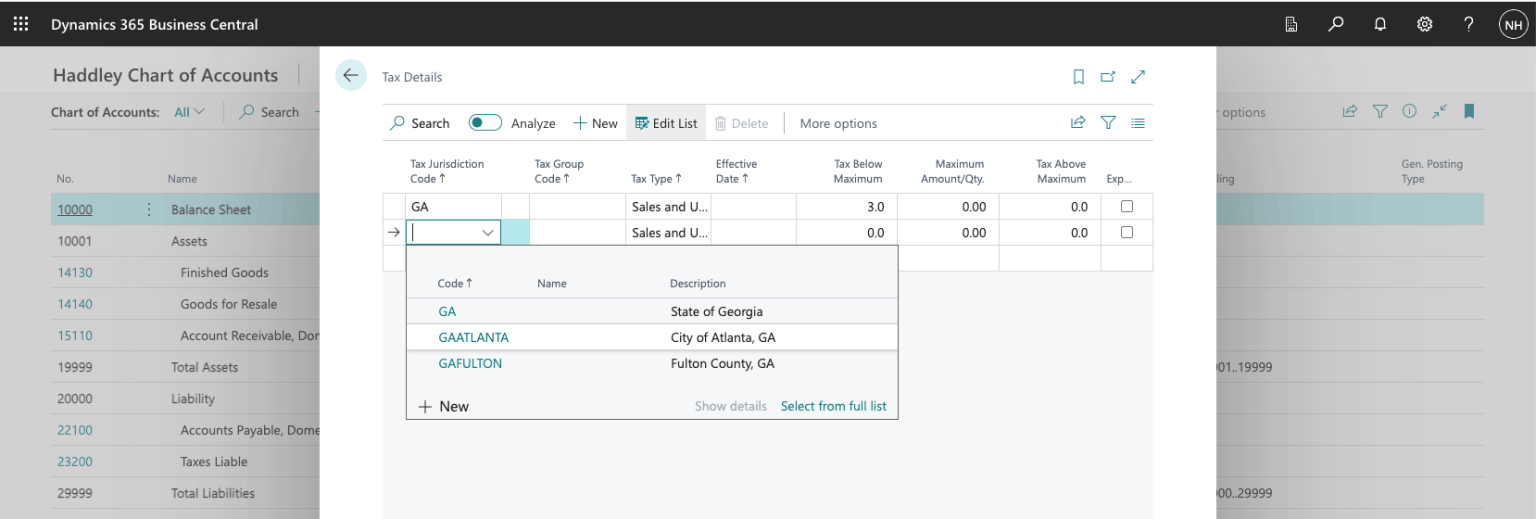 Dynamics 365 Business Central
NH
Haddley Chart of Accounts
Tax Details
Chart of Accounts: All Search
Search Analyze + New Edit List Delete More options
options
Tax Jurisdiction Code ↑ Tax Group Code ↑ Tax Type ↑ Effective Date ↑ Tax Below Maximum Maximum Amount/Qty. Tax Above Maximum Exp...
No. Name
Gen. Posting Type
GA Sales and U... 3.0 0.00 0.0
Sales and U... 0.0 0.00 0.0
Code ↑ Name Description
GA State of Georgia
GAATLANTA City of Atlanta, GA
GAFULTON Fulton County, GA
+ New Show details Select from full list
10000 Balance Sheet
10001 Assets
14130 Finished Goods
14140 Goods for Resale
15110 Account Receivable, Dor
19999 Total Assets 01..19999
20000 Liability
22100 Accounts Payable, Dome
23200 Taxes Liable
29999 Total Liabilities 00..29999